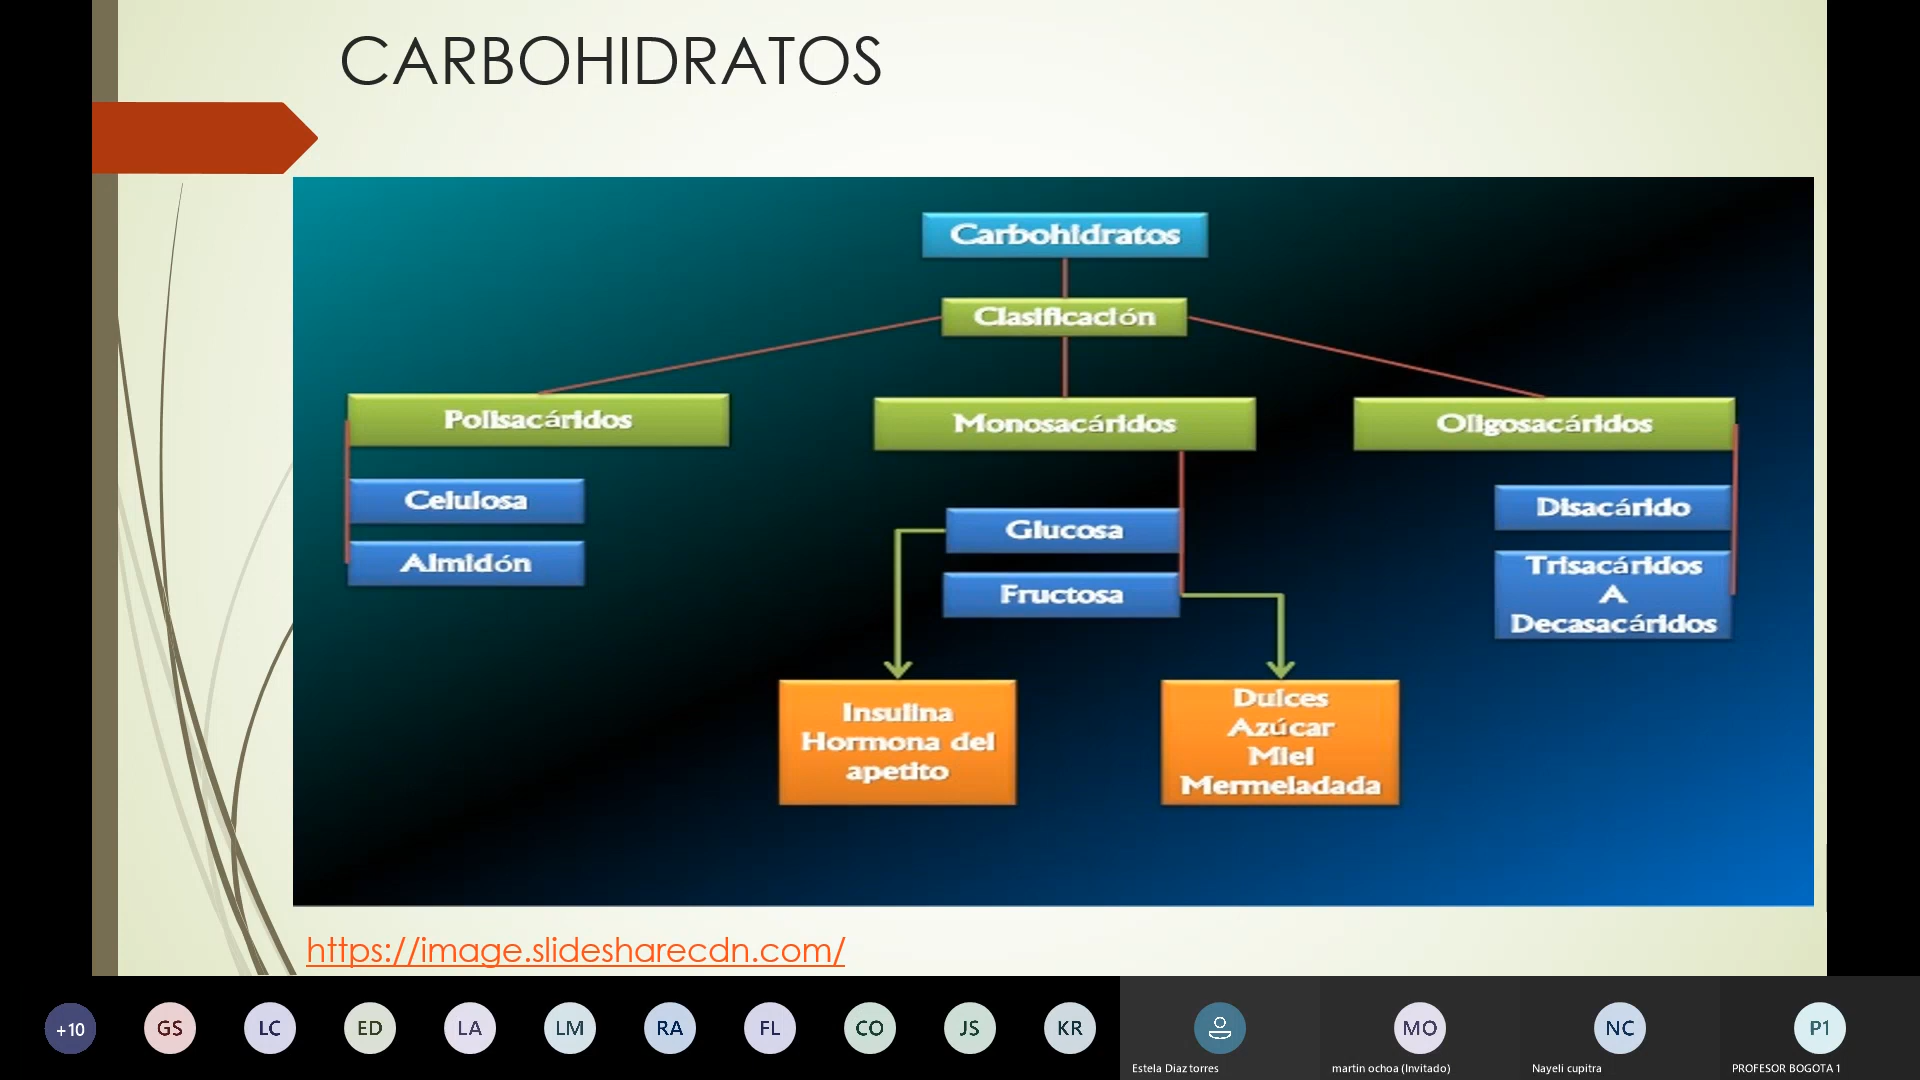 CARBOHIDRATOS
Carbohidratos
Clasificación
Polisacáridos
Monosacáridos
Oligosacáridos
Celulosa
Almidón
Glucosa
Fructosa
Disacárido
Trisacáridos
A
Decasacáridos
Insulina
Hormona del
apetito
Dulces
Azúcar
Miel
Mermeladada
https://image.slidesharecdn.com/
+10
GS
LC
ED
LA
LM
RA
FL
CO
JS
KR
Estela Diaz torres
MO
martin ochoa (Invitado)
NC
Nayeli cupitra
P1
PROFESOR BOGOTA 1